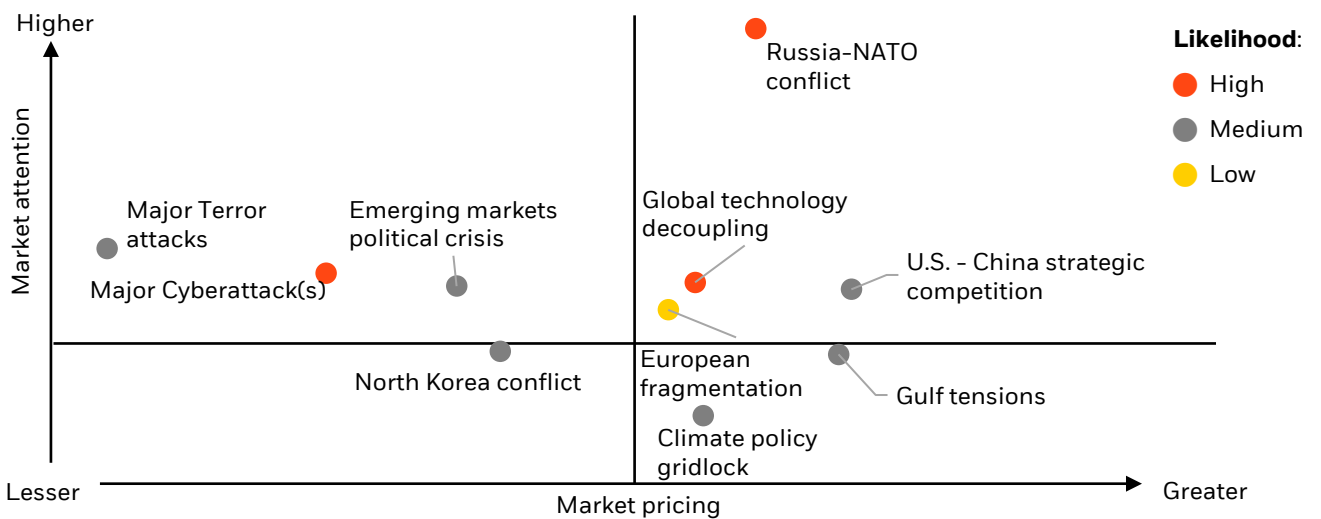 Higher
Market attention
Lesser
Market pricing
Greater
Russia-NATO
conflict
Likelihood:
High
Medium
Low
Major Terror
attacks
Major Cyberattack(s)
Emerging markets
political crisis
Global technology
decoupling
U.S. - China strategic
competition
North Korea conflict
European
fragmentation
Gulf tensions
Climate policy
gridlock